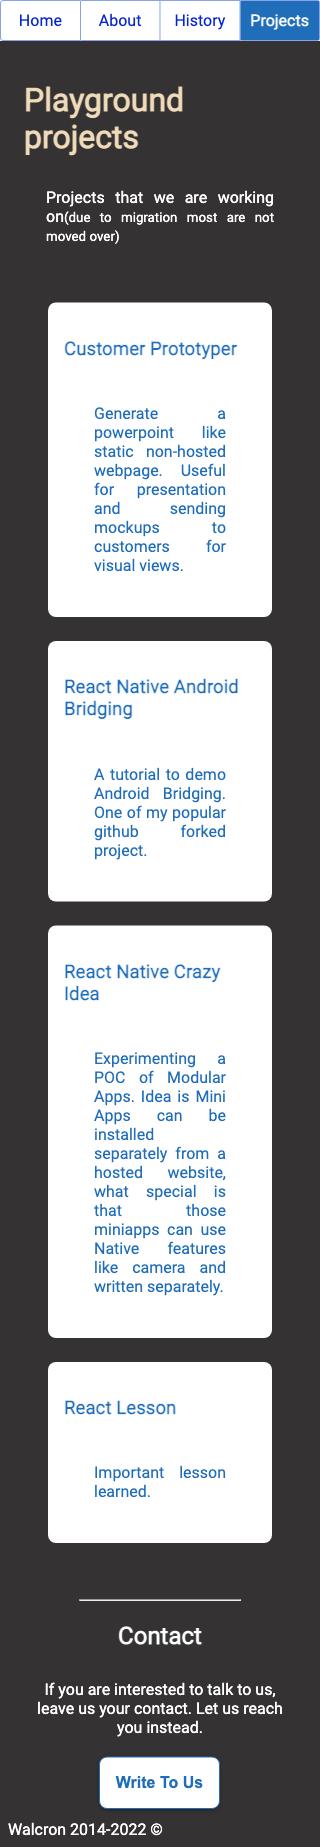 Home About History Projects
Playground
projects
Projects that we are working
on(due to migration most are not
moved over)
Customer Prototyper
Generate a
powerpoint like
static non-hosted
webpage. Useful
for presentation
and sending
mockups to
customers for
visual views.
React Native Android
Bridging
A tutorial to demo
Android Bridging.
One of my popular
github forked
project.
React Native Crazy
Idea
Experimenting a
POC of Modular
Apps. Idea is Mini
Apps can be
installed
separately from a
hosted website,
what special is
that those
miniapps can use
Native features
like camera and
written separately.
React Lesson
Important lesson
learned.
Contact
If you are interested to talk to us,
leave us your contact. Let us reach
you instead.
Write To Us
Walcron 2014-2022 ©